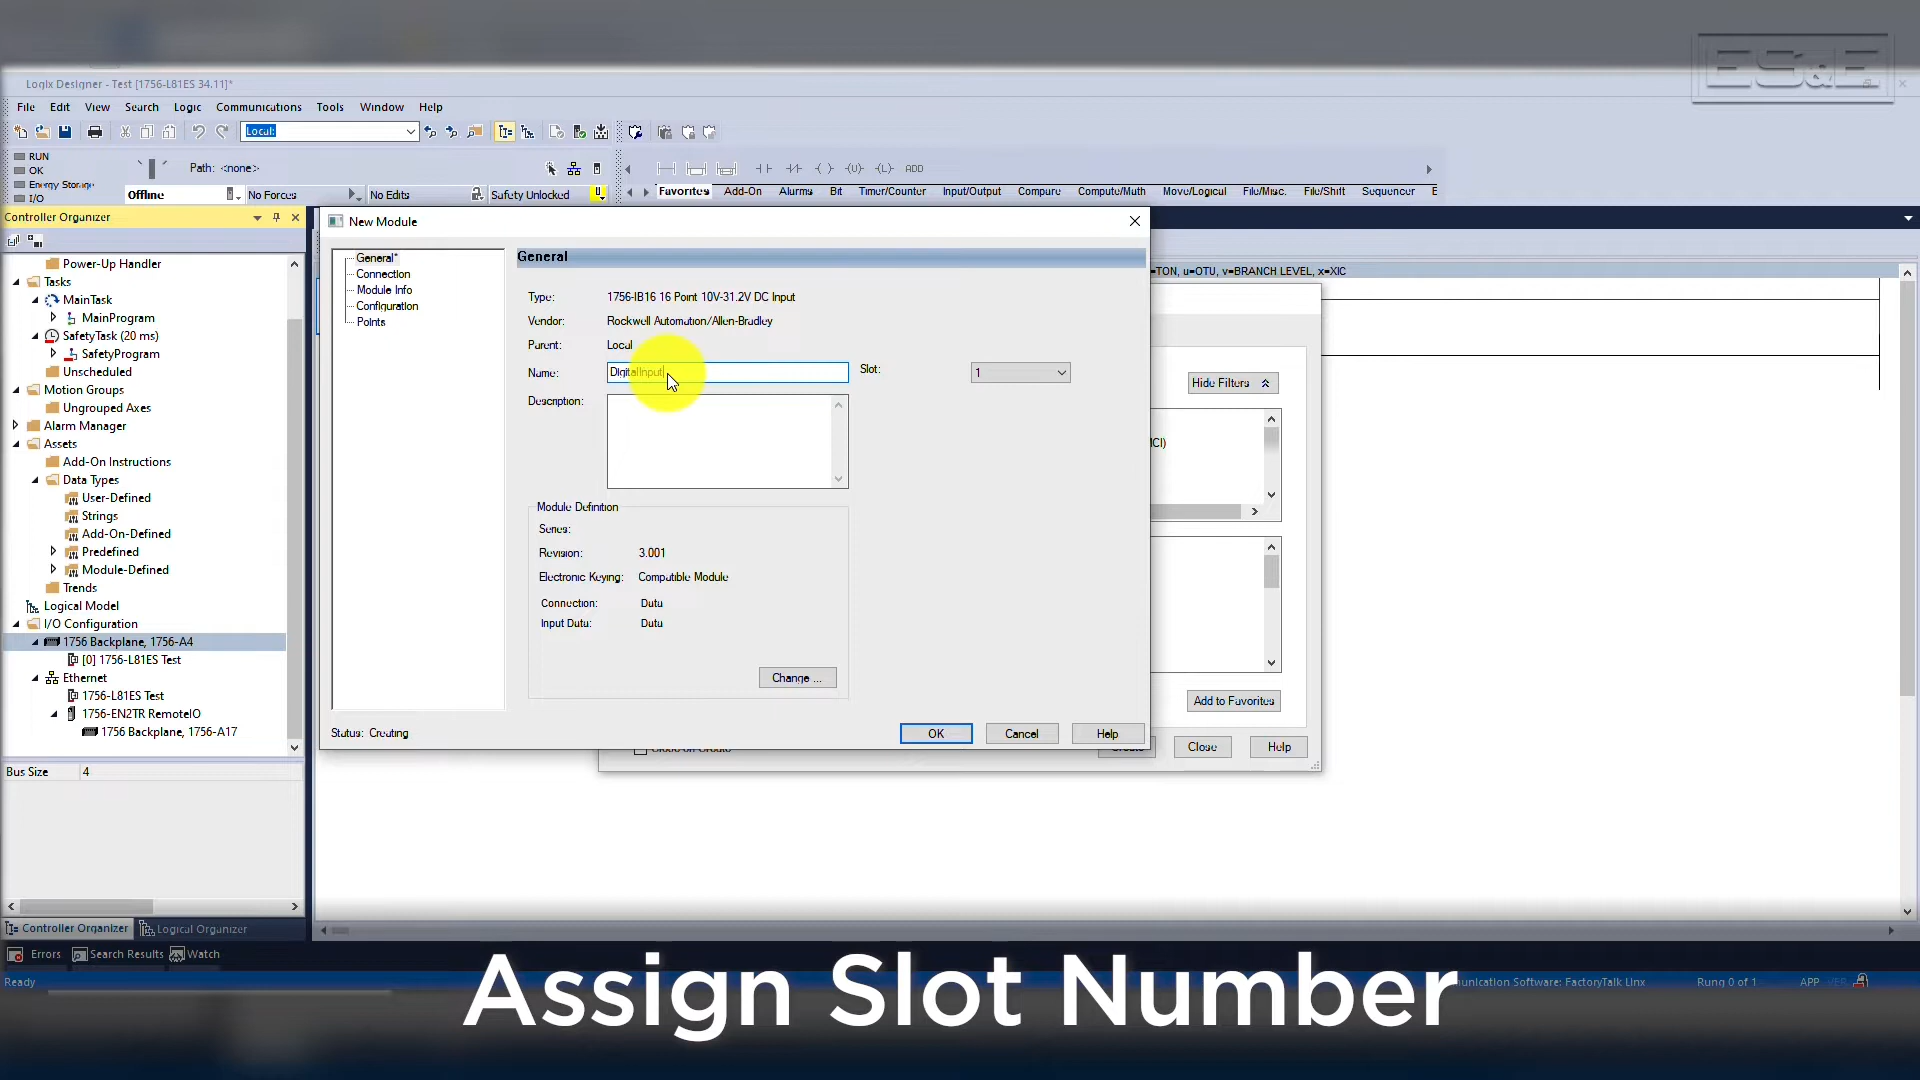 ES&E
Logix Designer - Test [1756-L81ES 34.11]*
File Edit View Search Logic Communications Tools Window Help
Local:
RUN
OK
Energy Storage
I/O
Path: <none>
Offline No Forces No Edits Safety Unlocked
ADD
Favorites Add-On Alarms Bit Timer/Counter Input/Output Compare Compute/Math Move/Logical File/Misc. File/Shift Sequencer E
Controller Organizer
Power-Up Handler
Tasks
MainTask
MainProgram
SafetyTask (20 ms)
SafetyProgram
Unscheduled
Motion Groups
Ungrouped Axes
Alarm Manager
Assets
Add-On Instructions
Data Types
User-Defined
Strings
Add-On-Defined
Predefined
Module-Defined
Trends
Logical Model
I/O Configuration
1756 Backplane, 1756-A4
[0] 1756-L81ES Test
Ethernet
1756-L81ES Test
1756-EN2TR RemoteIO
1756 Backplane, 1756-A17
Bus Size 4
Controller Organizer Logical Organizer
New Module
General*
Connection
Module Info
Configuration
Points
General
Type: 1756-IB16 16 Point 10V-31.2V DC Input
Vendor: Rockwell Automation/Allen-Bradley
Parent: Local
Name: DigitalInput
Slot: 1
Description:
Module Definition
Series:
Revision: 3.001
Electronic Keying: Compatible Module
Connection: Data
Input Data: Data
Change ...
Status: Creating
OK Cancel Help
=TON, u=OTU, v=BRANCH LEVEL, x=XIC
Hide Filters
Add to Favorites
Close Help
Errors Search Results Watch
Ready
unication Software: FactoryTalk Linx Rung 0 of 1 APP VER
Assign Slot Number